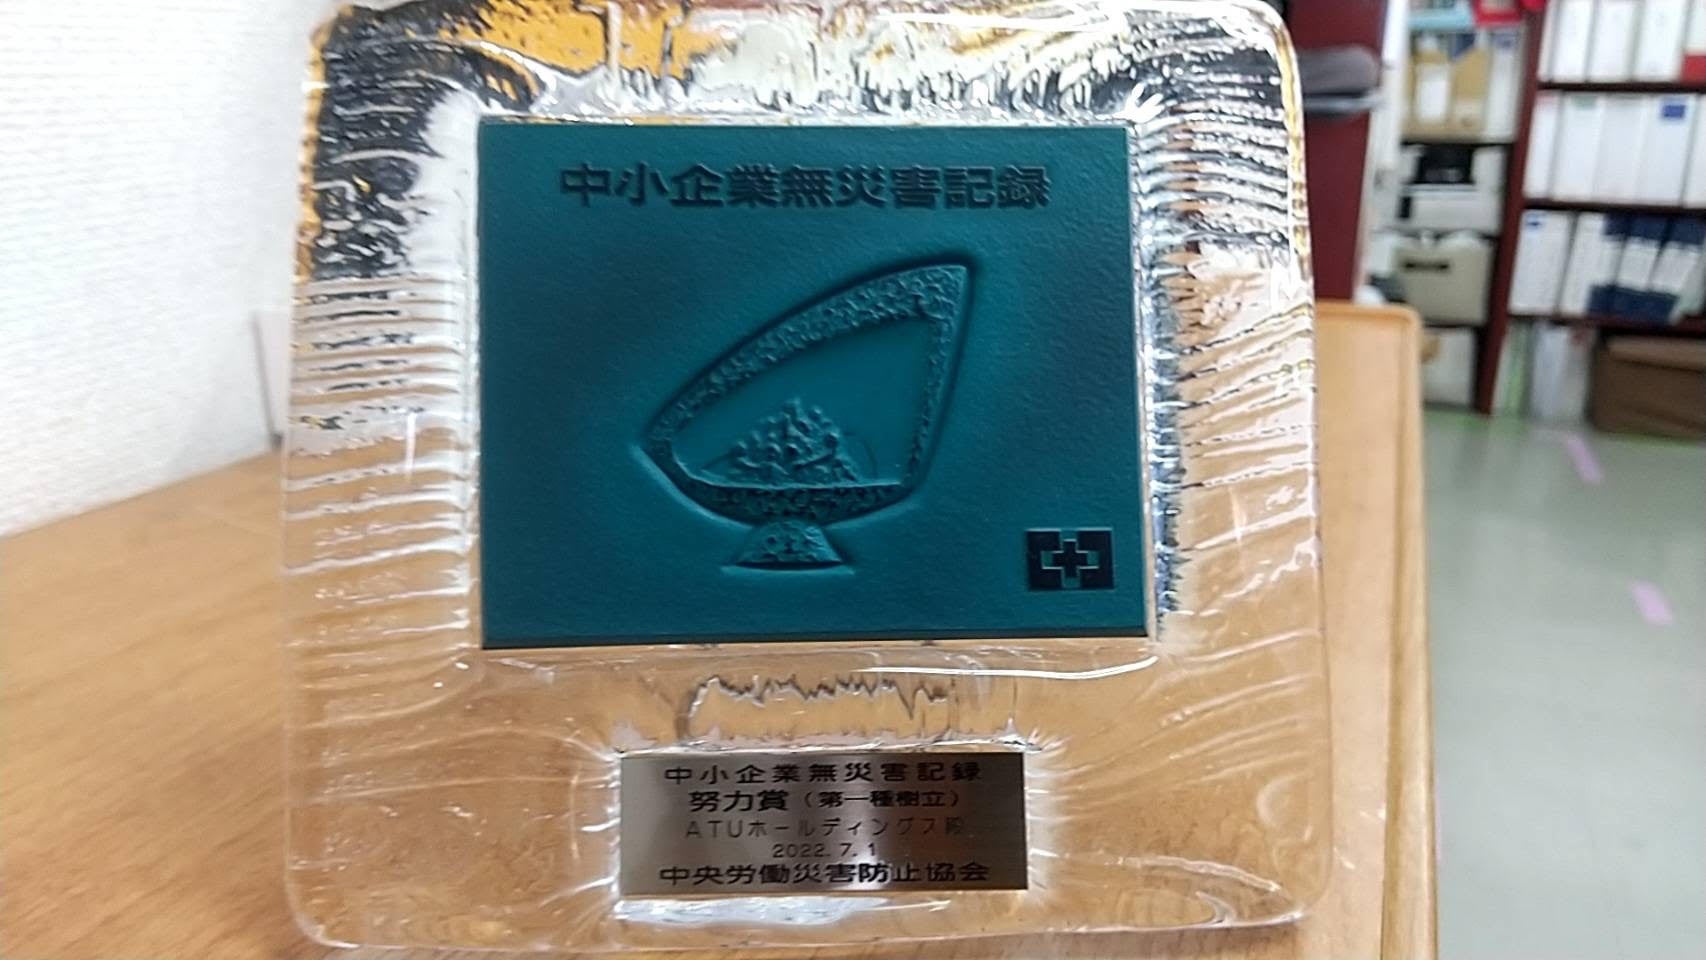 中小企業無災害記録
中小企業無災害記録
努力賞（第一種樹立）
ATUホールディングス殿
2022.7.1
中央労働災害防止協会